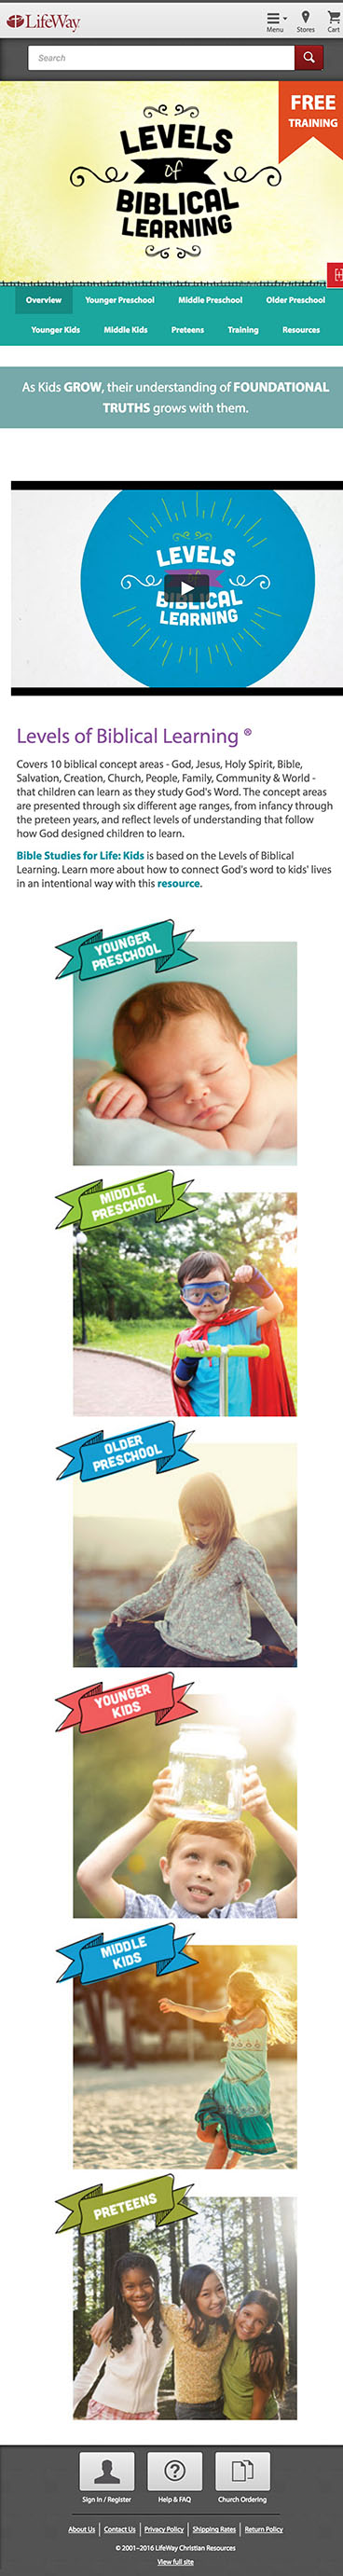 LifeWay
Menu Stores Cart
Search
FREE
TRAINING
LEVELS
of
BIBLICAL
LEARNING
Overview Younger Preschool Middle Preschool Older Preschool
Younger Kids Middle Kids Preteens Training Resources
As Kids GROW, their understanding of FOUNDATIONAL
TRUTHS grows with them.
LEVELS
BIBLICAL
LEARNING
Levels of Biblical Learning ®
Covers 10 biblical concept areas - God, Jesus, Holy Spirit, Bible,
Salvation, Creation, Church, People, Family, Community & World -
that children can learn as they study God's Word. The concept areas
are presented through six different age ranges, from infancy through
the preteen years, and reflect levels of understanding that follow
how God designed children to learn.
Bible Studies for Life: Kids is based on the Levels of Biblical
Learning. Learn more about how to connect God's word to kids' lives
in an intentional way with this resource.
YOUNGER
PRESCHOOL
MIDDLE
PRESCHOOL
OLDER
PRESCHOOL
YOUNGER
KIDS
MIDDLE
KIDS
PRETEENS
Sign In / Register Help & FAQ Church Ordering
About Us | Contact Us | Privacy Policy | Shipping Rates | Return Policy
© 2001-2016 LifeWay Christian Resources
View full site